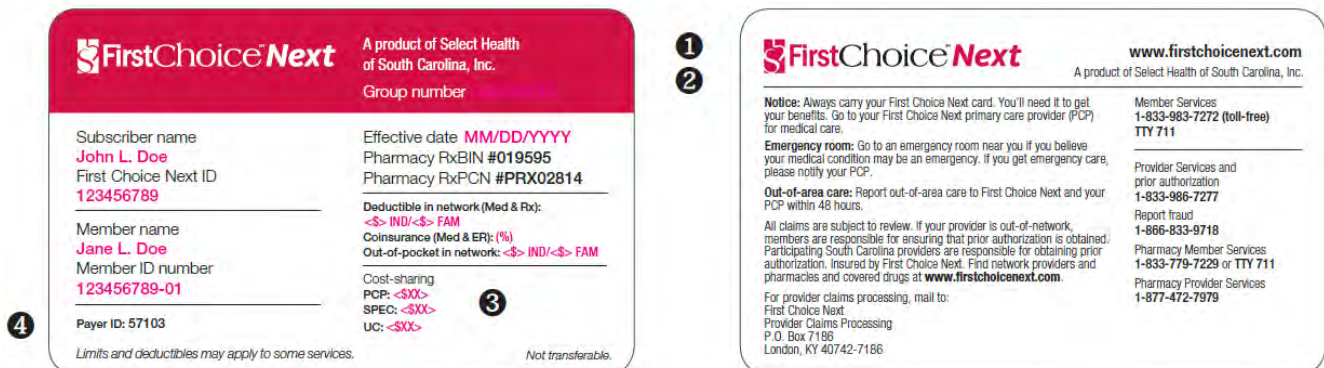 FirstChoice™ Next
A product of Select Health
of South Carolina, Inc.
Group number
Subscriber name
John L. Doe
First Choice Next ID
123456789
Member name
Jane L. Doe
Member ID number
123456789-01
Payer ID: 57103
Effective date MM/DD/YYYY
Pharmacy RxBIN #019595
Pharmacy RxPCN #PRX02814
Deductible in network (Med & Rx):
<$> IND/<$> FAM
Coinsurance (Med & ER): (%)
Out-of-pocket in network: <$> IND/<$> FAM
Cost-sharing
PCP: <$XX>
SPEC: <$XX>
UC: <$XX>
Limits and deductibles may apply to some services.
Not transferable.
❶
❷
❸
❹
FirstChoice™ Next
www.firstchoicenext.com
A product of Select Health of South Carolina, Inc.
Notice: Always carry your First Choice Next card. You'll need it to get
your benefits. Go to your First Choice Next primary care provider (PCP)
for medical care.
Emergency room: Go to an emergency room near you if you believe
your medical condition may be an emergency. If you get emergency care,
please notify your PCP.
Out-of-area care: Report out-of-area care to First Choice Next and your
PCP within 48 hours.
All claims are subject to review. If your provider is out-of-network,
members are responsible for ensuring that prior authorization is obtained.
Participating South Carolina providers are responsible for obtaining prior
authorization. Insured by First Choice Next. Find network providers and
pharmacies and covered drugs at www.firstchoicenext.com.
For provider claims processing, mail to:
First Choice Next
Provider Claims Processing
P.O. Box 7186
London, KY 40742-7186
Member Services
1-833-983-7272 (toll-free)
TTY 711
Provider Services and
prior authorization
1-833-986-7277
Report fraud
1-866-833-9718
Pharmacy Member Services
1-833-779-7229 or TTY 711
Pharmacy Provider Services
1-877-472-7979